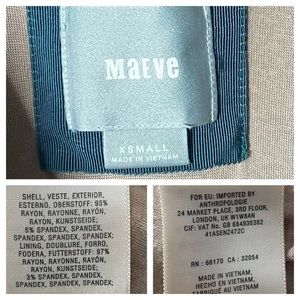 MaEve
XSMALL
MADE IN VIETNAM
SHELL, VESTE, EXTERIOR,
ESTERNO, OBERSTOFF: 95%
RAYON, RAYONNE, RAYÓN,
RAYON, KUNSTSEIDE;
5% SPANDEX, SPANDEX,
SPANDEX, SPANDEX, SPANDEX
LINING, DOUBLURE, FORRO,
FODERA, FUTTERSTOFF: 97%
RAYON, RAYONNE, RAYÓN,
RAYON, KUNSTSEIDE;
3% SPANDEX, SPANDEX,
SPANDEX, SPANDEX, SPANDEX
FOR EU: IMPORTED BY
ANTHROPOLOGIE
24 MARKET PLACE, 3RD FLOOR,
LONDON, UK W1W8AN
CIF: VAT No. GB 684936382
41ASENZ472C
RN : 66170 CA : 32054
MADE IN VIETNAM,
HECHO EN VIETNAM,
FABRIQUÉ AU VIETNAM